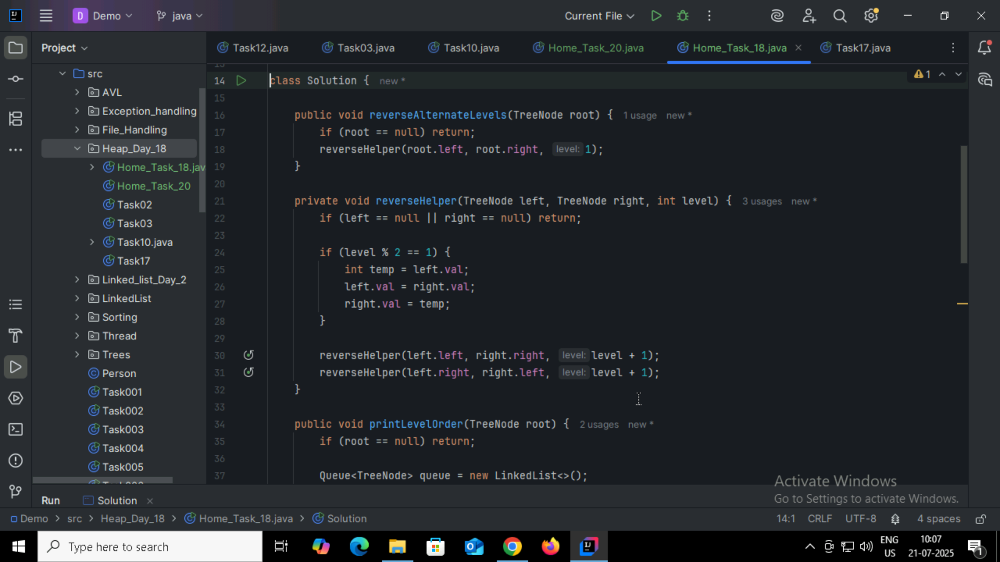 D Demo java Current File
Project
Task12.java Task03.java Task10.java Home_Task_20.java Home_Task_18.java Task17.java
src
AVL
Exception_handling
File_Handling
Heap_Day_18
Home_Task_18.jav
Home_Task_20
Task02
Task03
Task10.java
Task17
Linked_list_Day_2
LinkedList
Sorting
Thread
Trees
Person
Task001
Task002
Task003
Task004
Task005
1
14 class Solution { new *
15
16 public void reverseAlternateLevels(TreeNode root) { 1 usage new *
17 if (root == null) return;
18 reverseHelper(root.left, root.right, level: 1);
19 }
20
21 private void reverseHelper(TreeNode left, TreeNode right, int level) { 3 usages new *
22 if (left == null || right == null) return;
23
24 if (level % 2 == 1) {
25 int temp = left.val;
26 left.val = right.val;
27 right.val = temp;
28 }
29
30 reverseHelper(left.left, right.right, level: level + 1);
31 reverseHelper(left.right, right.left, level: level + 1);
32 }
33
34 public void printLevelOrder(TreeNode root) { 2 usages new *
35 if (root == null) return;
36
37 Queue<TreeNode> queue = new LinkedList<>();
Activate Windows
Go to Settings to activate Windows.
Run Solution
Demo > src > Heap_Day_18 > Home_Task_18.java > Solution 14:1 CRLF UTF-8 4 spaces
Type here to search
ENG
US
10:07
21-07-2025
1